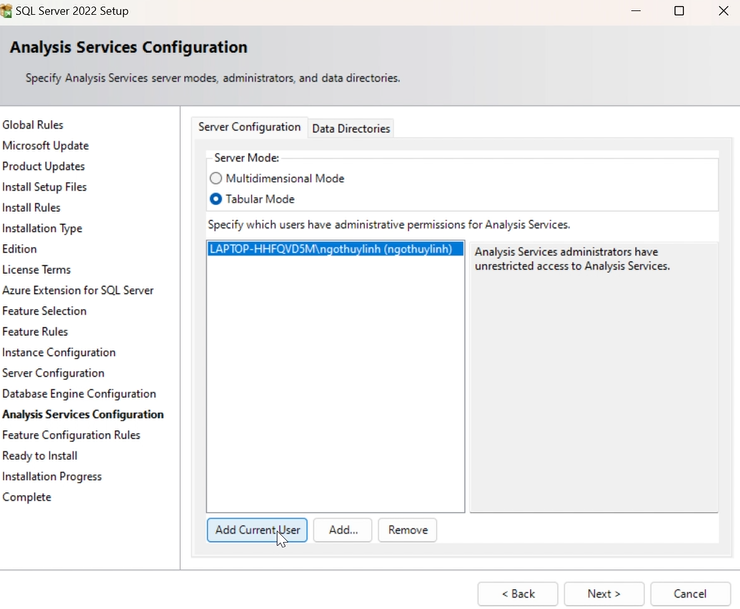 SQL Server 2022 Setup
Analysis Services Configuration
Specify Analysis Services server modes, administrators, and data directories.
Global Rules
Microsoft Update
Product Updates
Install Setup Files
Install Rules
Installation Type
Edition
License Terms
Azure Extension for SQL Server
Feature Selection
Feature Rules
Instance Configuration
Server Configuration
Database Engine Configuration
Analysis Services Configuration
Feature Configuration Rules
Ready to Install
Installation Progress
Complete
Server Configuration
Data Directories
Server Mode:
Multidimensional Mode
Tabular Mode
Specify which users have administrative permissions for Analysis Services.
LAPTOP-HHFQVD5M\ngothuylinh (ngothuylinh)
Analysis Services administrators have
unrestricted access to Analysis Services.
Add Current User
Add...
Remove
< Back
Next >
Cancel